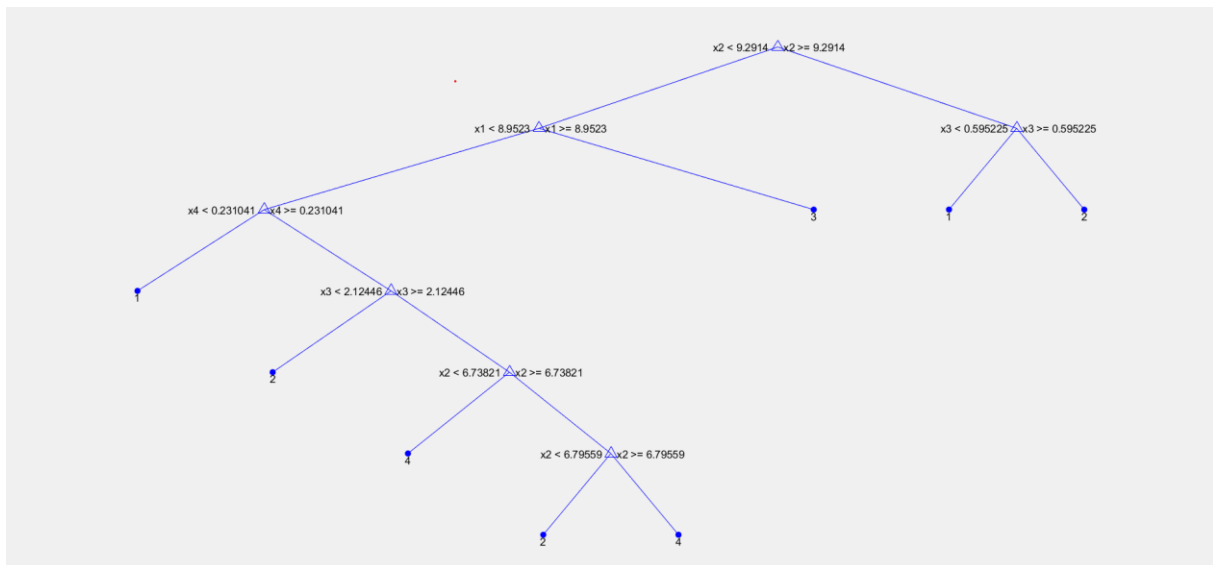 x2 < 9.2914 x2 >= 9.2914
x1 < 8.9523 x1 >= 8.9523
x3 < 0.595225 x3 >= 0.595225
x4 < 0.231041 x4 >= 0.231041
3
1
2
1
x3 < 2.12446 x3 >= 2.12446
2
x2 < 6.73821 x2 >= 6.73821
4
x2 < 6.79559 x2 >= 6.79559
2
4